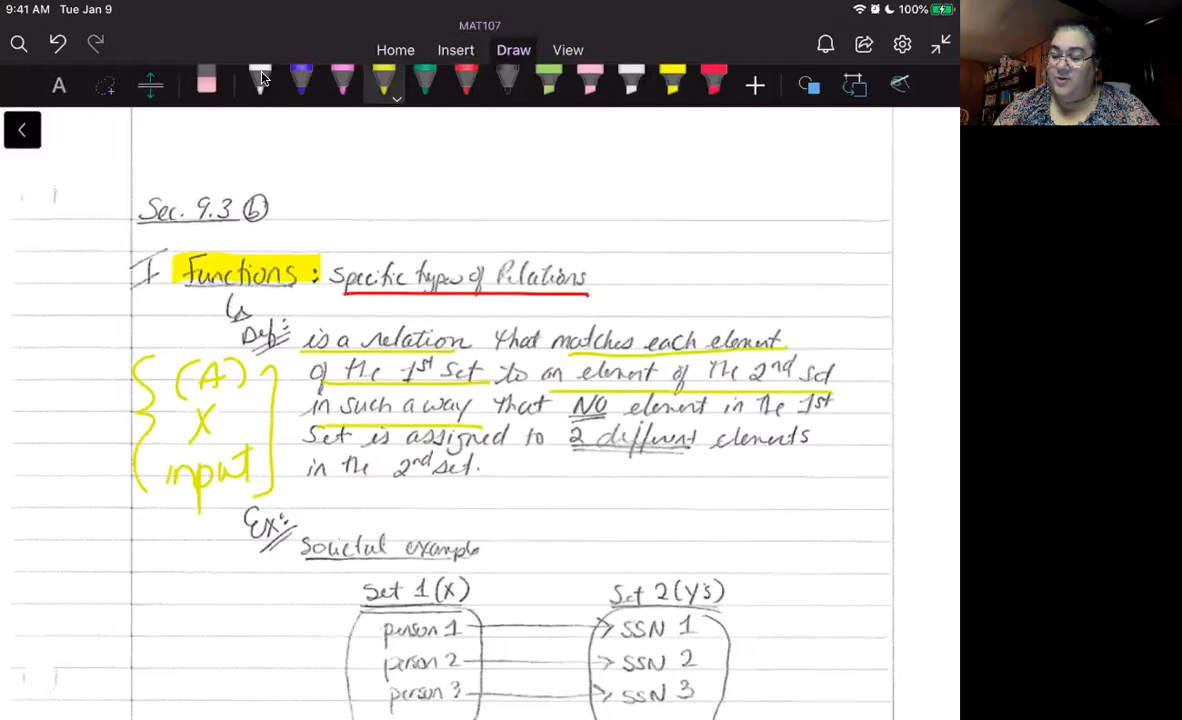 9:41 AM Tue Jan 9
100%
MAT107
Home Insert Draw View
A
Sec. 9.3 b
I Functions: Specific types of Relations
Def: is a relation that matches each element
of the 1st Set to an element of the 2nd set
in such a way that NO element in the 1st
Set is assigned to 2 different elements
in the 2nd set.
(A)
X
input
Ex:
Societal example
Set 1 (X) Set 2 (Y's)
person 1 SSN 1
person 2 SSN 2
person 3 SSN 3